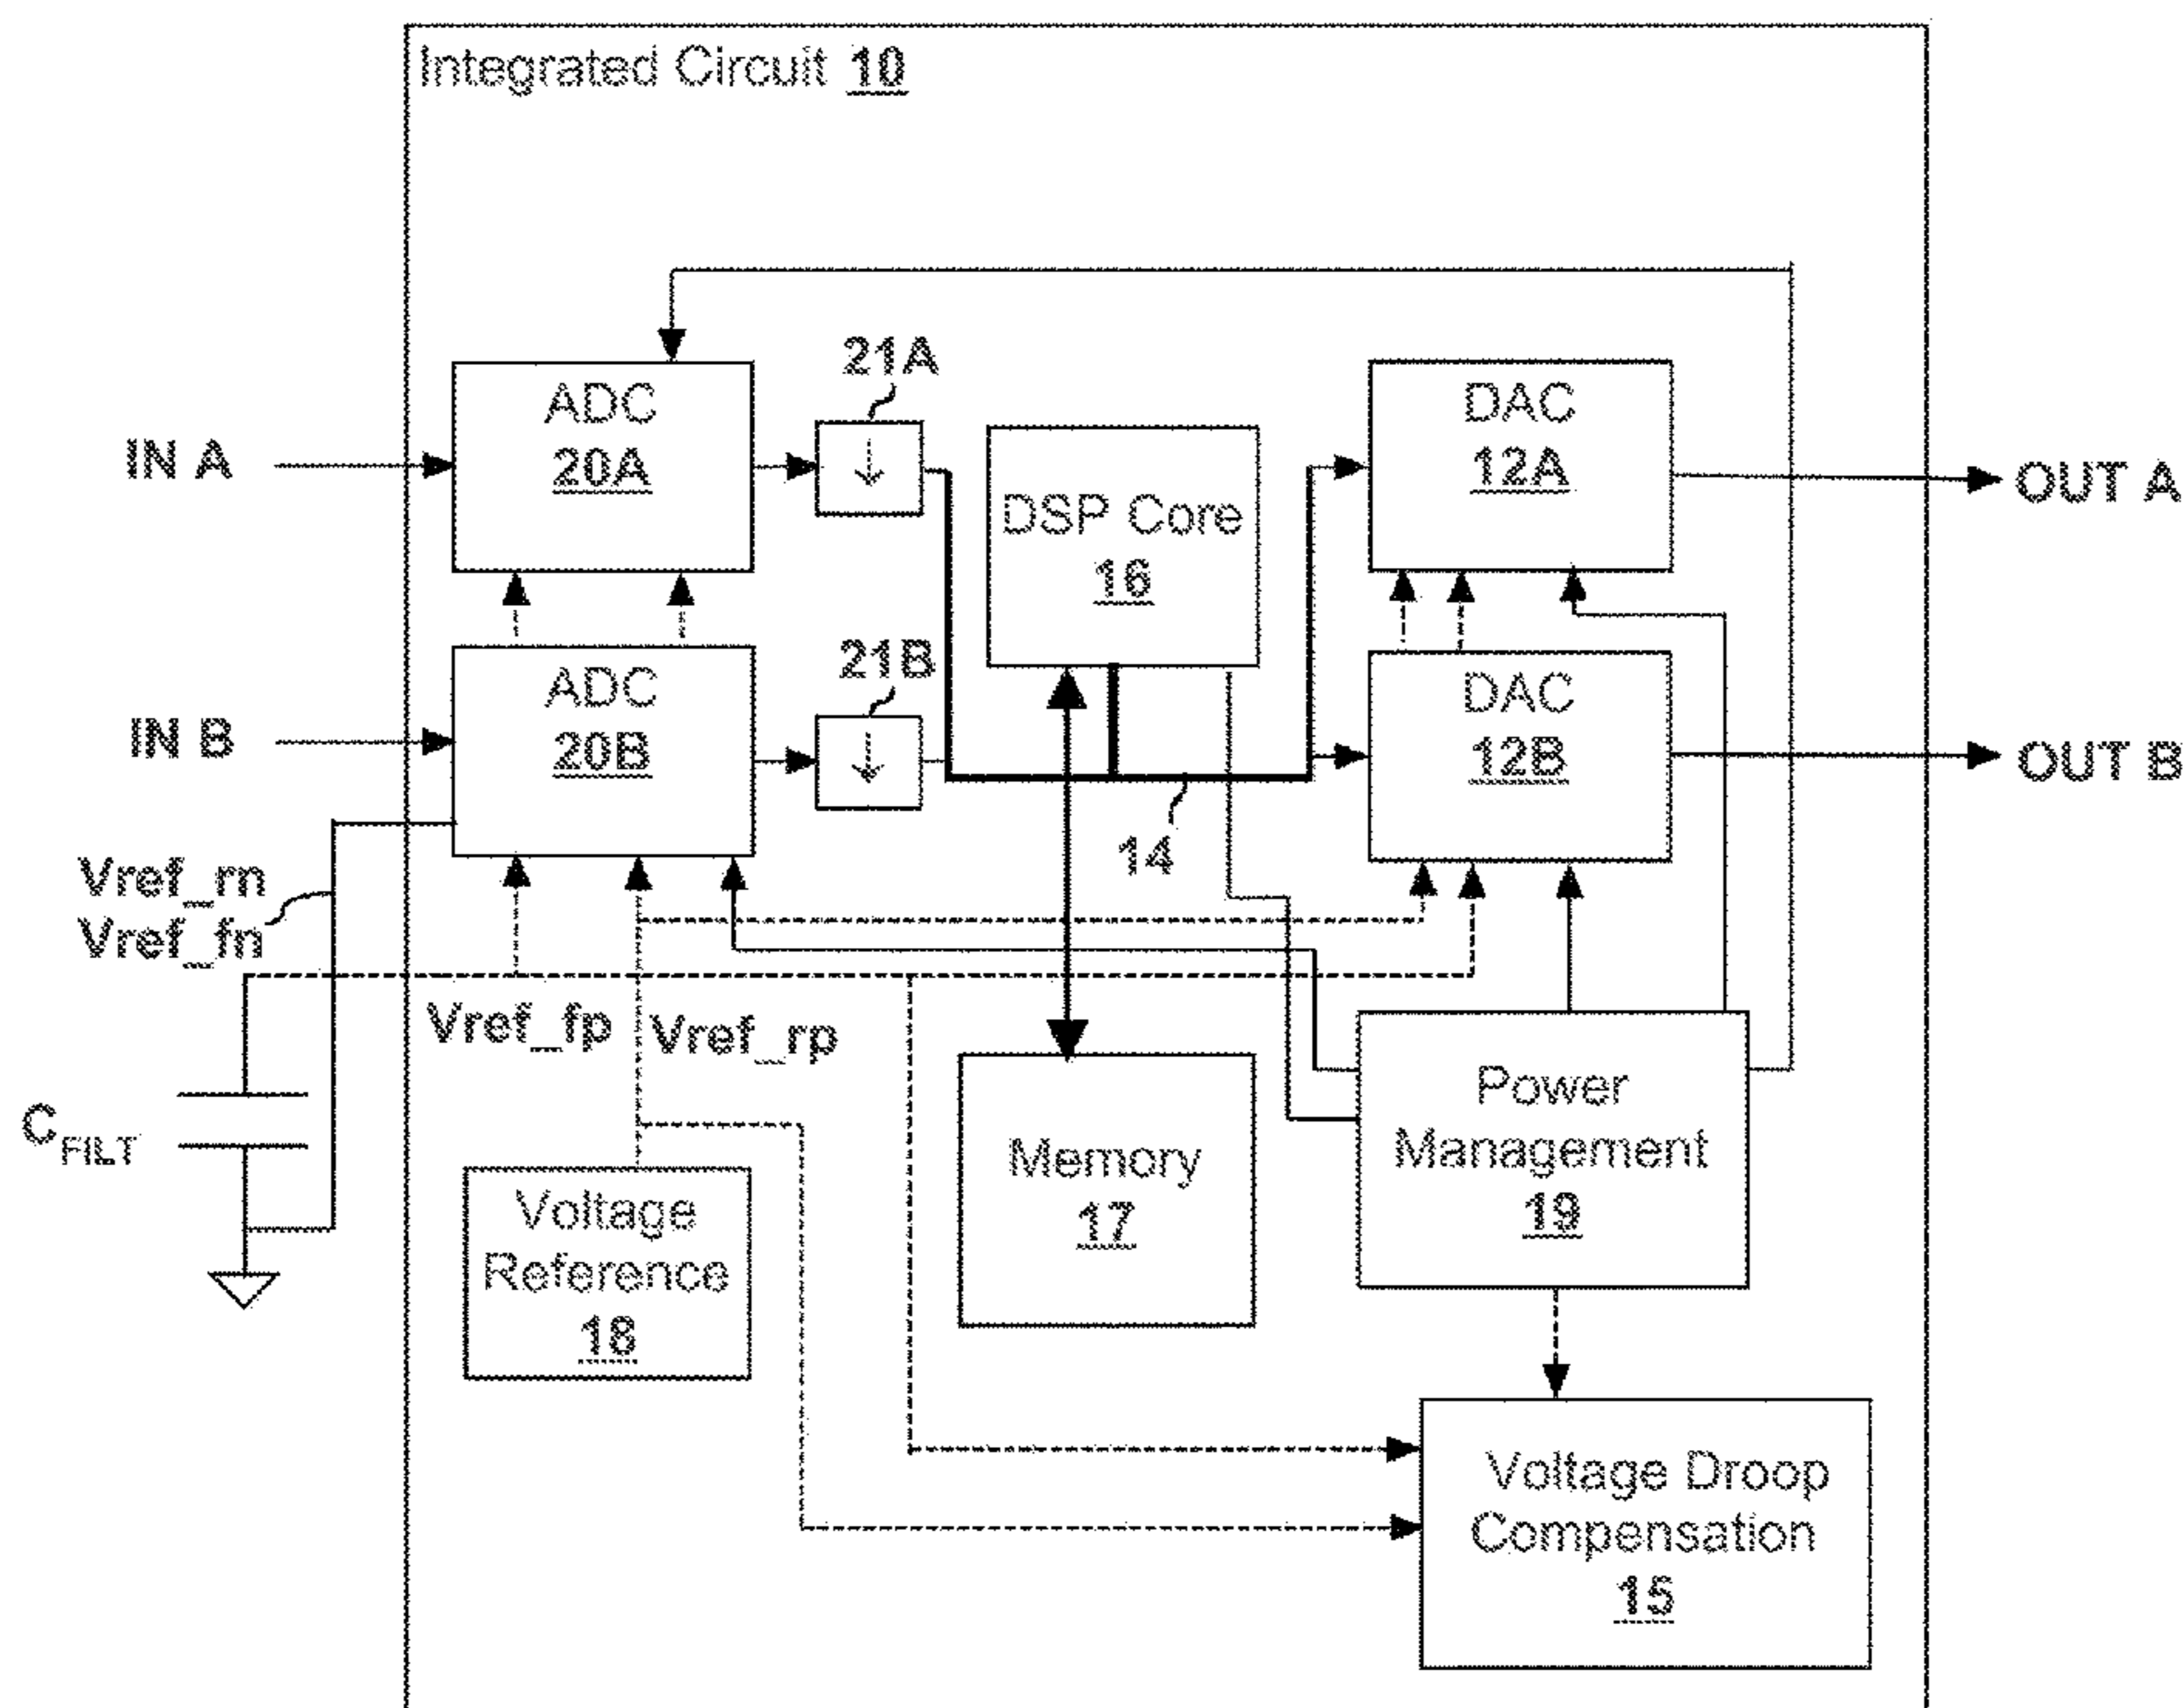 Integrated Circuit 10
21A
ADC
20A
DAC
12A
IN A
OUT A
DSP Core
16
21B
ADC
20B
DAC
12B
IN B
OUT B
14
Vref_rn
Vref_fn
Vref_fp
Vref_rp
CFILT
Power
Management
19
Memory
17
Voltage
Reference
18
Voltage Droop
Compensation
15